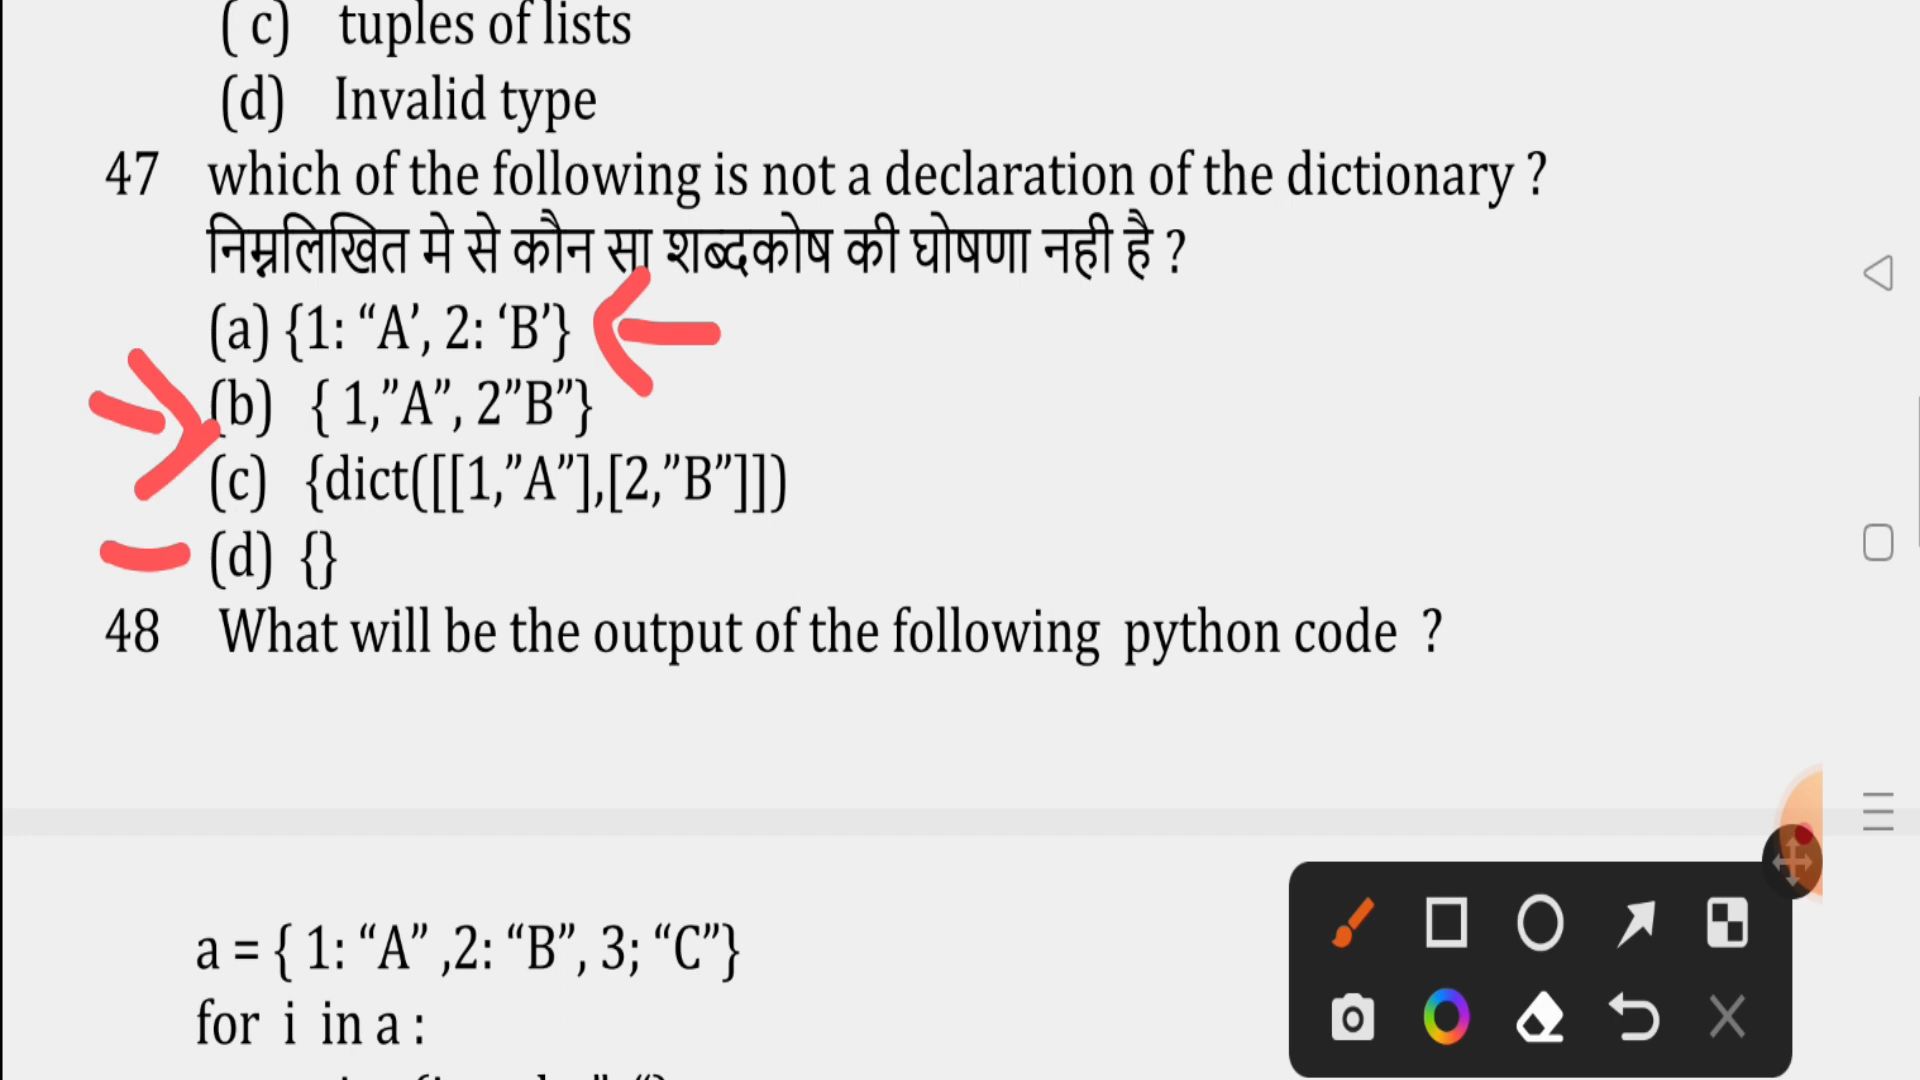 ( c) tuples of lists
(d) Invalid type
47 which of the following is not a declaration of the dictionary ?
निम्नलिखित मे से कौन सा शब्दकोष की घोषणा नही है ?
(a) {1: “A’, 2: ‘B’}
(b) { 1,”A”, 2”B”}
(c) {dict([[1,”A”],[2,”B”]])
(d) {}
48 What will be the output of the following python code ?
a = { 1: “A” ,2: “B”, 3; “C”}
for i in a :